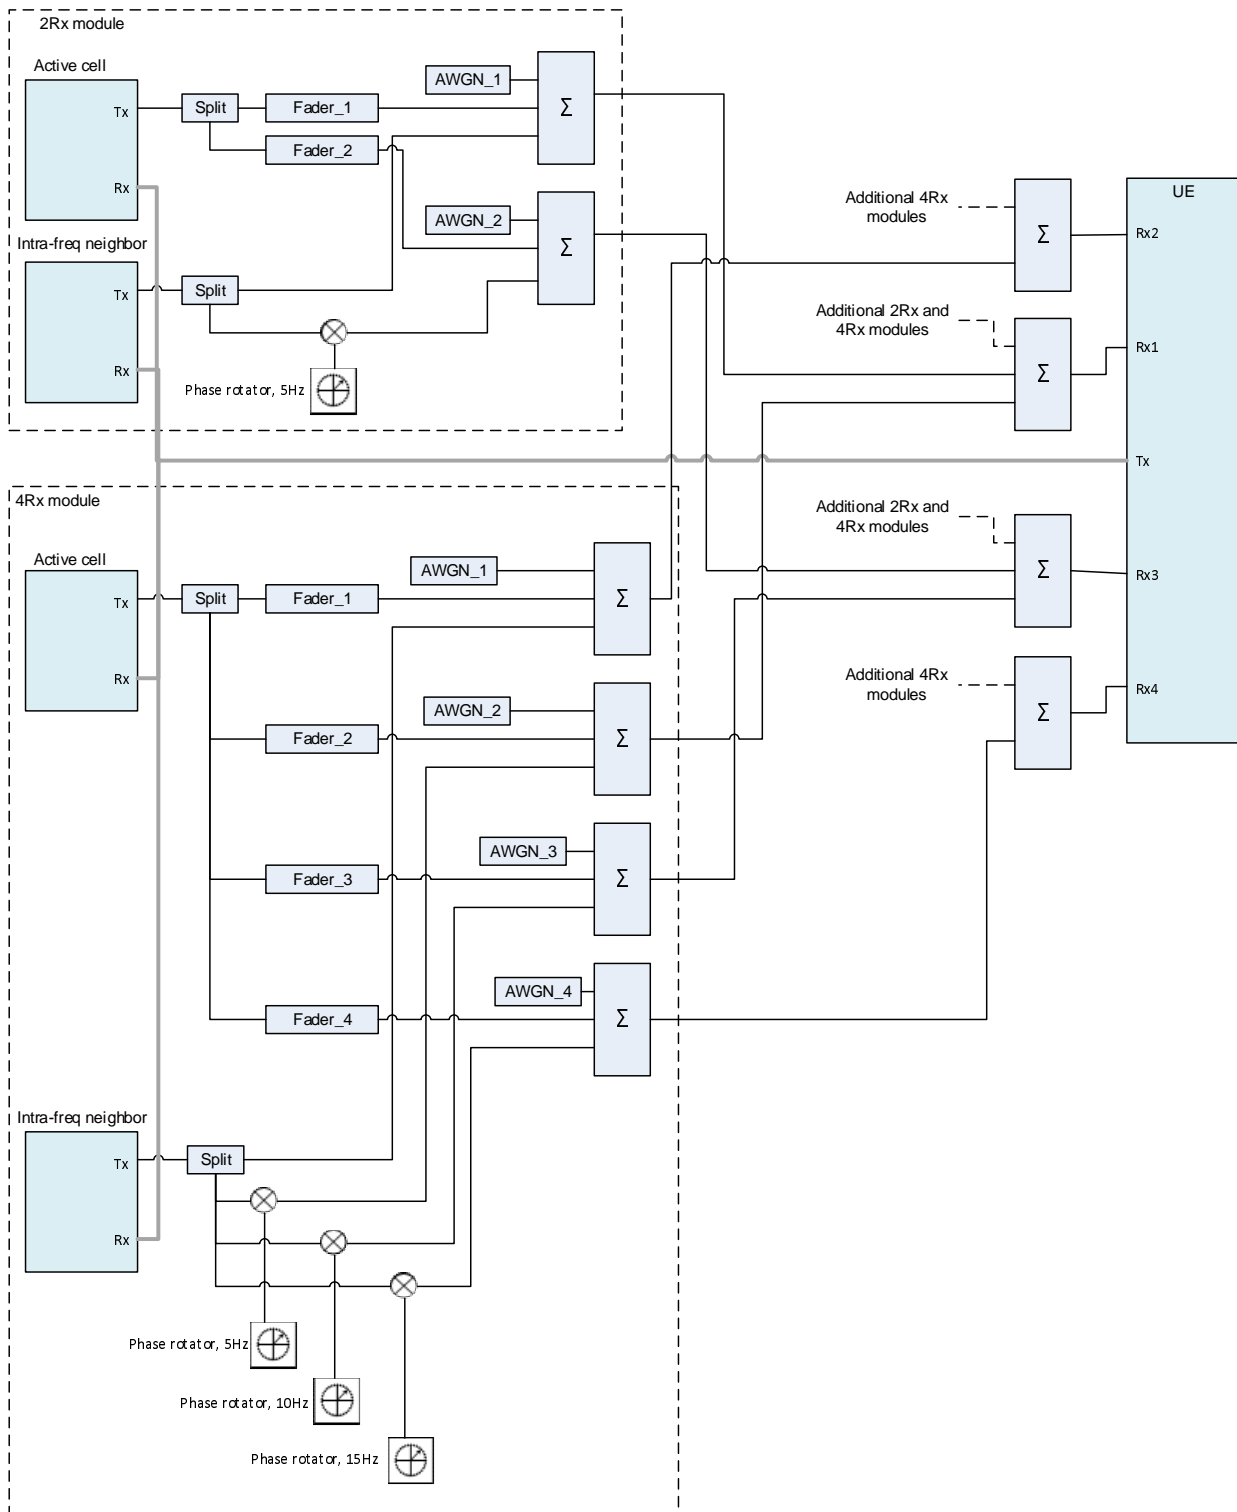 2Rx module
Active cell
Tx
Split
Fader_1
AWGN_1
Σ
Fader_2
Rx
AWGN_2
Σ
Intra-freq neighbor
Tx
Split
Rx
Phase rotator, 5Hz
Additional 4Rx
modules
Σ
UE
Rx2
Additional 2Rx and
4Rx modules
Σ
Rx1
Tx
Additional 2Rx and
4Rx modules
Σ
Rx3
Additional 4Rx
modules
Σ
Rx4
4Rx module
Active cell
Tx
Split
Fader_1
AWGN_1
Σ
Rx
Fader_2
AWGN_2
Σ
Fader_3
AWGN_3
Σ
Fader_4
AWGN_4
Σ
Intra-freq neighbor
Tx
Split
Rx
Phase rotator, 5Hz
Phase rotator, 10Hz
Phase rotator, 15Hz